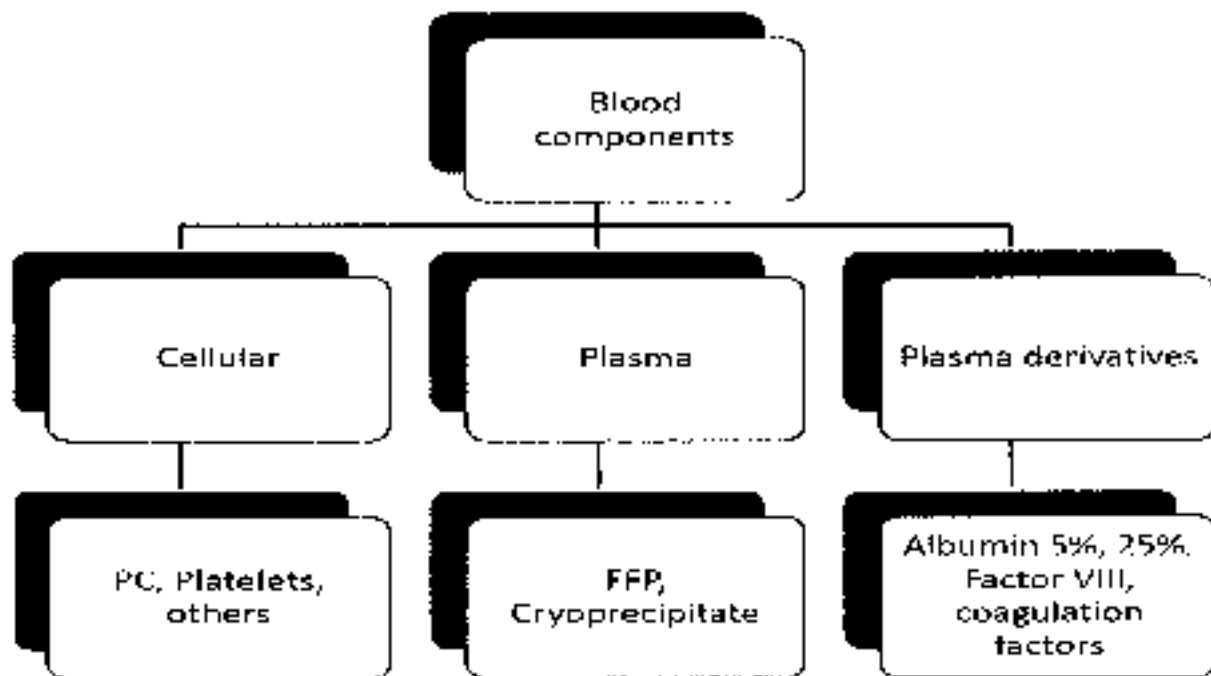 Blood
components
Cellular
Plasma
Plasma derivatives
PC, Platelets,
others
FFP,
Cryoprecipitate
Albumin 5%, 25%,
Factor VIII,
coagulation
factors